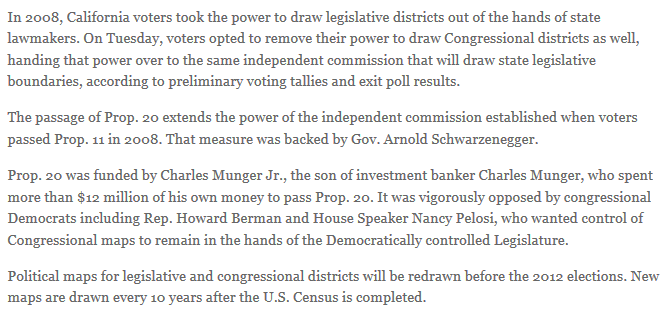 In 2008, California voters took the power to draw legislative districts out of the hands of state
lawmakers. On Tuesday, voters opted to remove their power to draw Congressional districts as well,
handing that power over to the same independent commission that will draw state legislative
boundaries, according to preliminary voting tallies and exit poll results.
The passage of Prop. 20 extends the power of the independent commission established when voters
passed Prop. 11 in 2008. That measure was backed by Gov. Arnold Schwarzenegger.
Prop. 20 was funded by Charles Munger Jr., the son of investment banker Charles Munger, who spent
more than $12 million of his own money to pass Prop. 20. It was vigorously opposed by congressional
Democrats including Rep. Howard Berman and House Speaker Nancy Pelosi, who wanted control of
Congressional maps to remain in the hands of the Democratically controlled Legislature.
Political maps for legislative and congressional districts will be redrawn before the 2012 elections. New
maps are drawn every 10 years after the U.S. Census is completed.